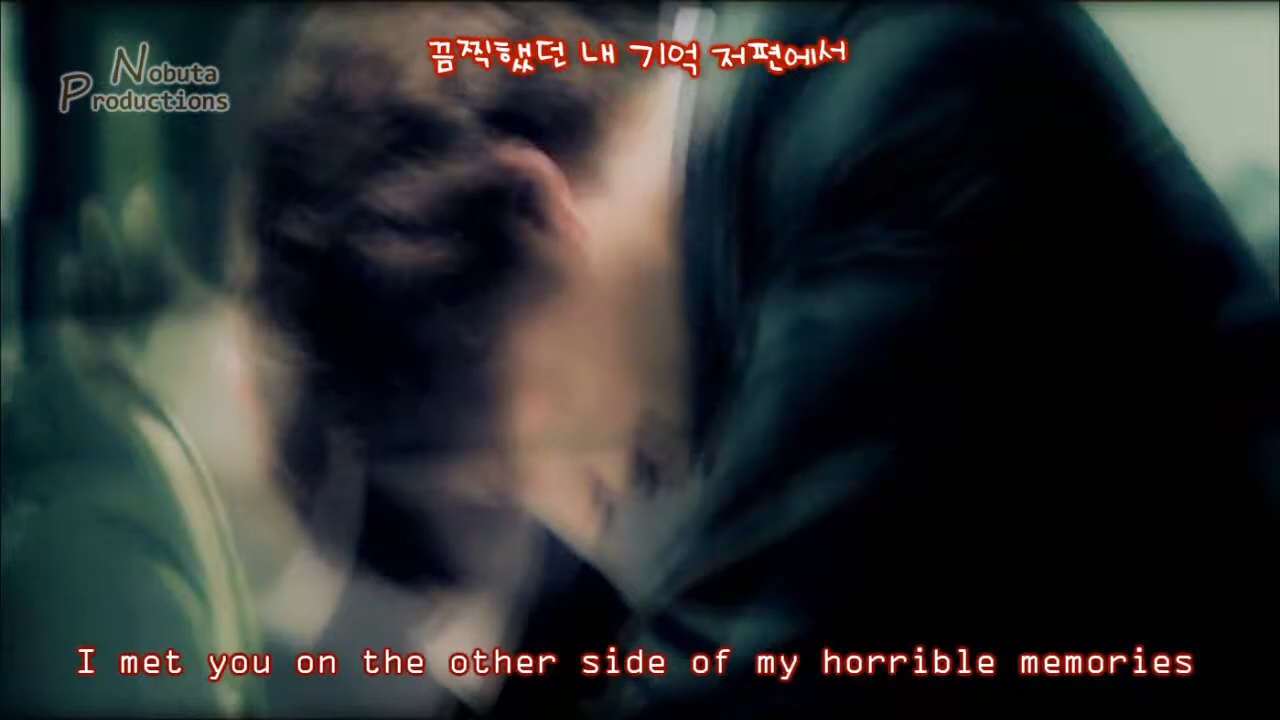 Nobuta
Productions
끔찍했던 내 기억 저편에서
I met you on the other side of my horrible memories